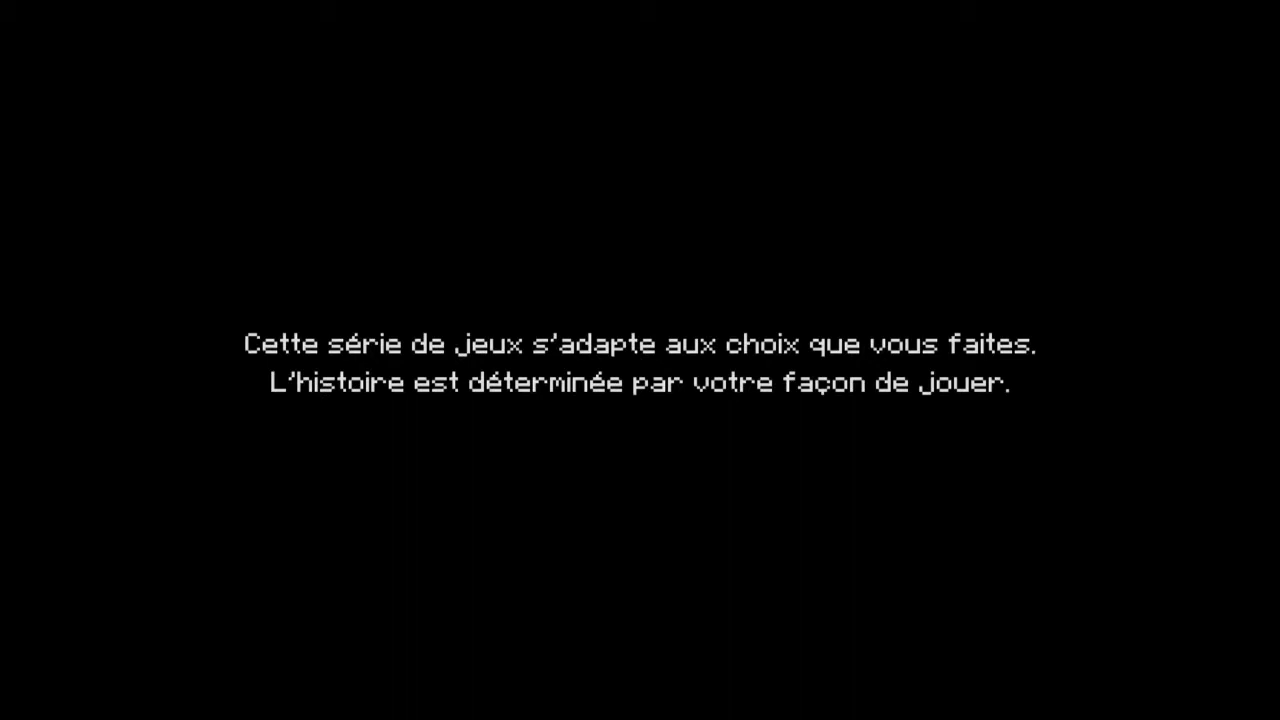 Cette série de jeux s'adapte aux choix que vous faites.
L'histoire est déterminée par votre façon de jouer.